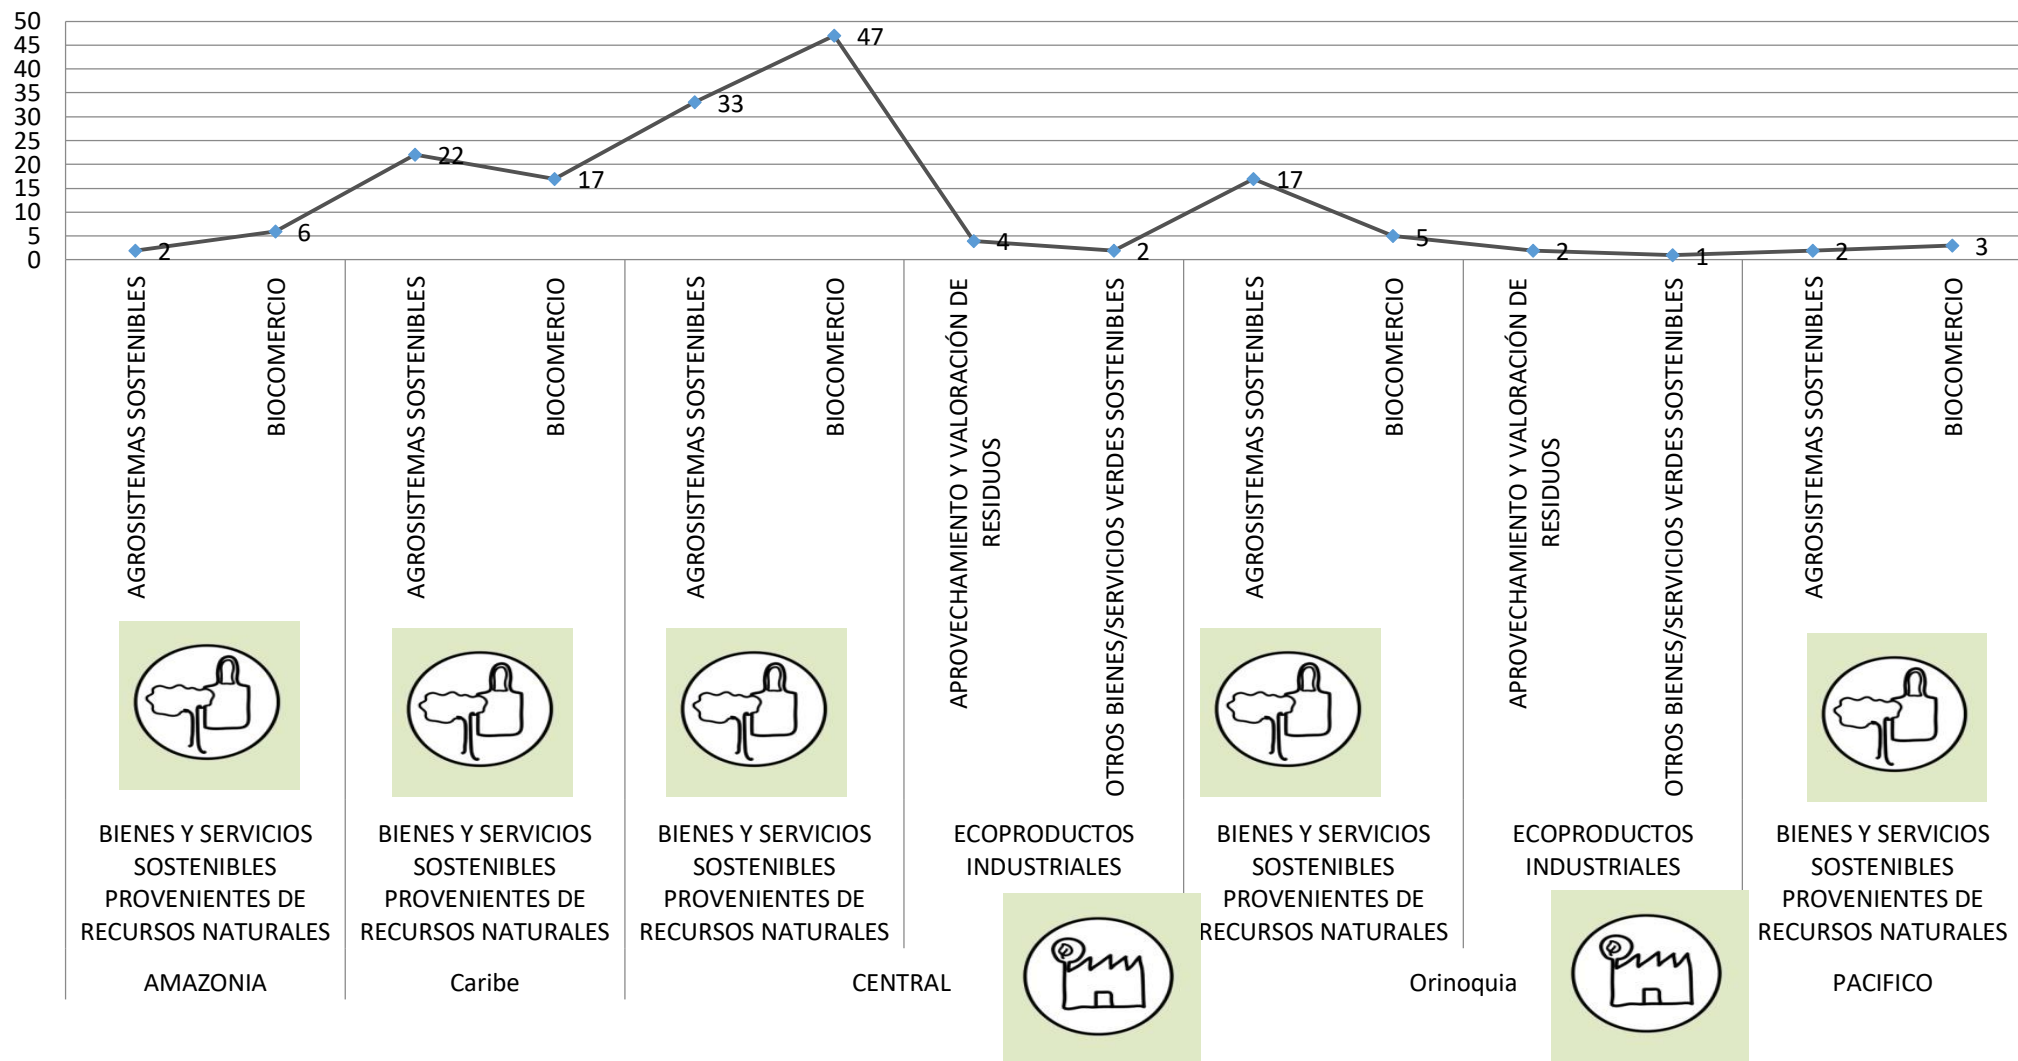 50
45
40
35
30
25
20
15
10
5
0
2
6
22
17
33
47
4
2
17
5
2
1
2
3
AGROSISTEMAS SOSTENIBLES
BIOCOMERCIO
AGROSISTEMAS SOSTENIBLES
BIOCOMERCIO
AGROSISTEMAS SOSTENIBLES
BIOCOMERCIO
APROVECHAMIENTO Y VALORACIÓN DE
RESIDUOS
OTROS BIENES/SERVICIOS VERDES SOSTENIBLES
AGROSISTEMAS SOSTENIBLES
BIOCOMERCIO
APROVECHAMIENTO Y VALORACIÓN DE
RESIDUOS
OTROS BIENES/SERVICIOS VERDES SOSTENIBLES
AGROSISTEMAS SOSTENIBLES
BIOCOMERCIO
BIENES Y SERVICIOS
SOSTENIBLES
PROVENIENTES DE
RECURSOS NATURALES
BIENES Y SERVICIOS
SOSTENIBLES
PROVENIENTES DE
RECURSOS NATURALES
BIENES Y SERVICIOS
SOSTENIBLES
PROVENIENTES DE
RECURSOS NATURALES
ECOPRODUCTOS
INDUSTRIALES
BIENES Y SERVICIOS
SOSTENIBLES
PROVENIENTES DE
RECURSOS NATURALES
ECOPRODUCTOS
INDUSTRIALES
BIENES Y SERVICIOS
SOSTENIBLES
PROVENIENTES DE
RECURSOS NATURALES
AMAZONIA
Caribe
CENTRAL
Orinoquia
PACIFICO